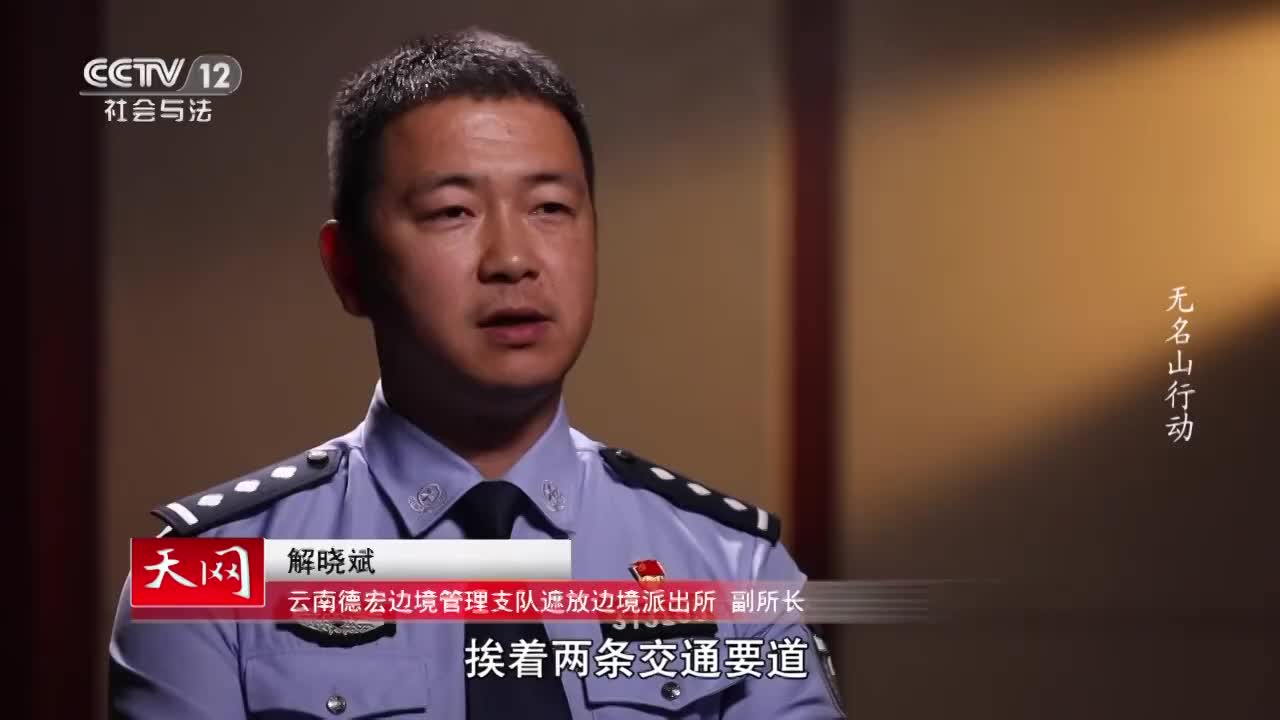 CCTV 12
社会与法
无名山行动
天网
解晓斌
云南德宏边境管理支队遮放边境派出所 副所长
挨着两条交通要道